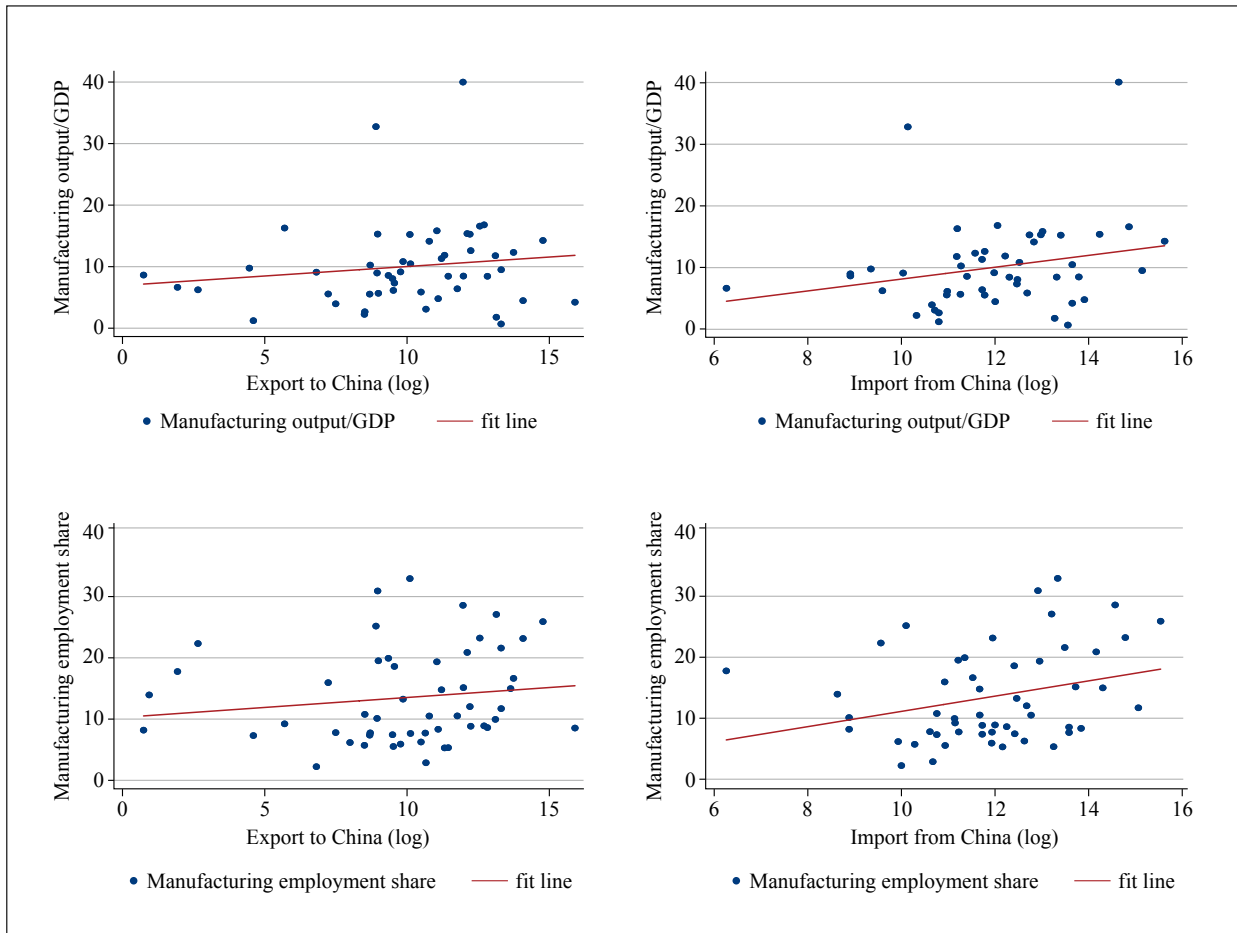 Manufacturing output/GDP
40
30
20
10
0
0 5 10 15
Export to China (log)
Manufacturing output/GDP fit line
Manufacturing output/GDP
40
30
20
10
0
6 8 10 12 14 16
Import from China (log)
Manufacturing output/GDP fit line
Manufacturing employment share
40
30
20
10
0
0 5 10 15
Export to China (log)
Manufacturing employment share fit line
Manufacturing employment share
40
30
20
10
0
6 8 10 12 14 16
Import from China (log)
Manufacturing employment share fit line